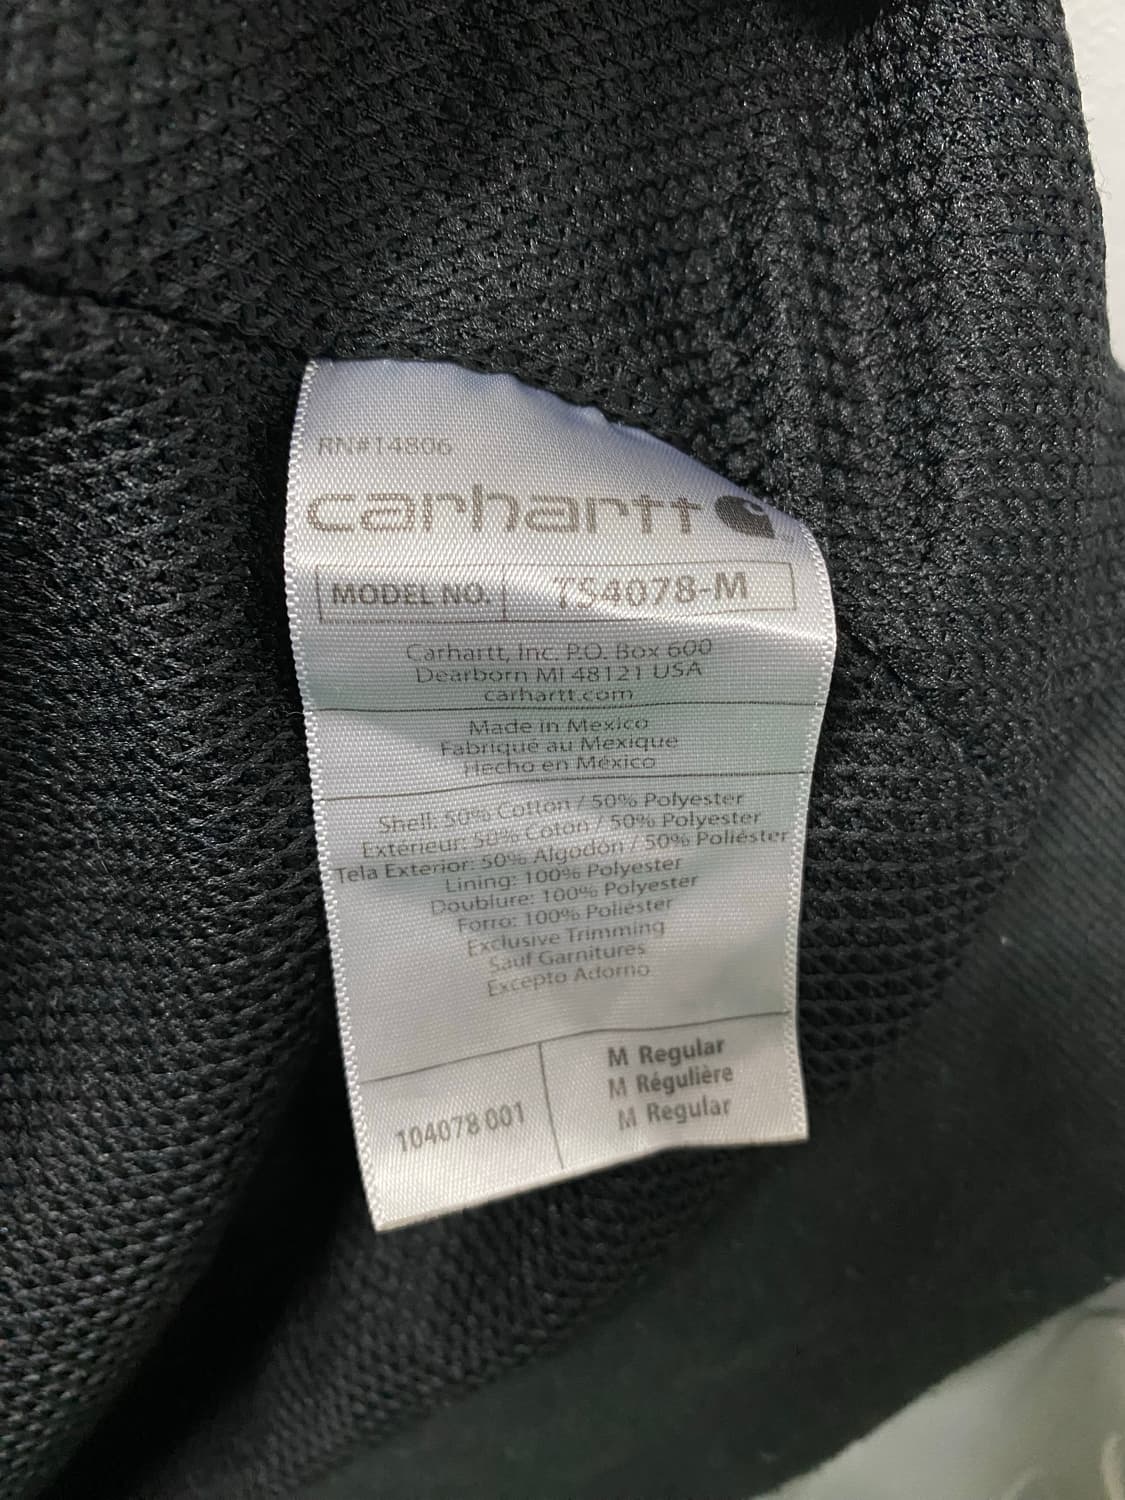 RN#14806
carhartt
MODEL NO. TS4078-M
Carhartt, Inc. P.O. Box 600
Dearborn MI 48121 USA
carhartt.com
Made in Mexico
Fabriqué au Mexique
Hecho en México
Shell: 50% Cotton / 50% Polyester
Extérieur: 50% Coton / 50% Polyester
Tela Exterior: 50% Algodón / 50% Poliéster
Lining: 100% Polyester
Doublure: 100% Polyester
Forro: 100% Poliéster
Exclusive Trimming
Sauf Garnitures
Excepto Adorno
104078 001
M Regular
M Régulière
M Regular